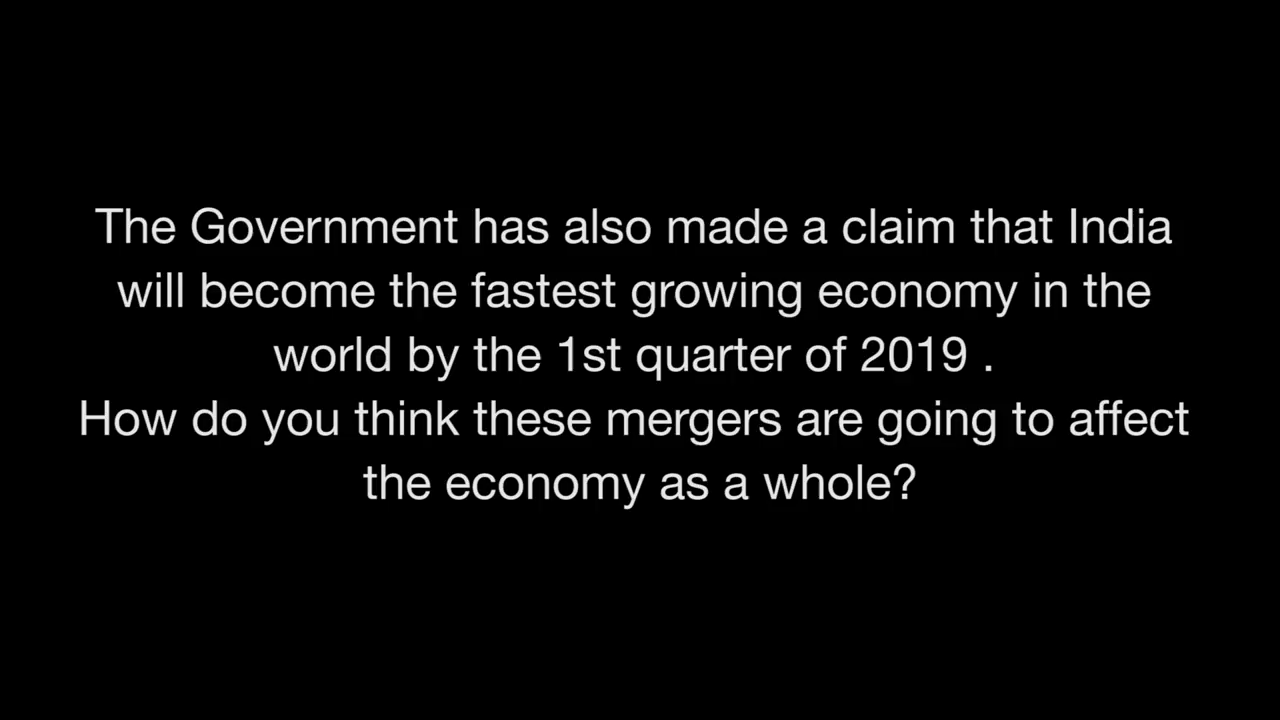 The Government has also made a claim that India
will become the fastest growing economy in the
world by the 1st quarter of 2019 .
How do you think these mergers are going to affect
the economy as a whole?